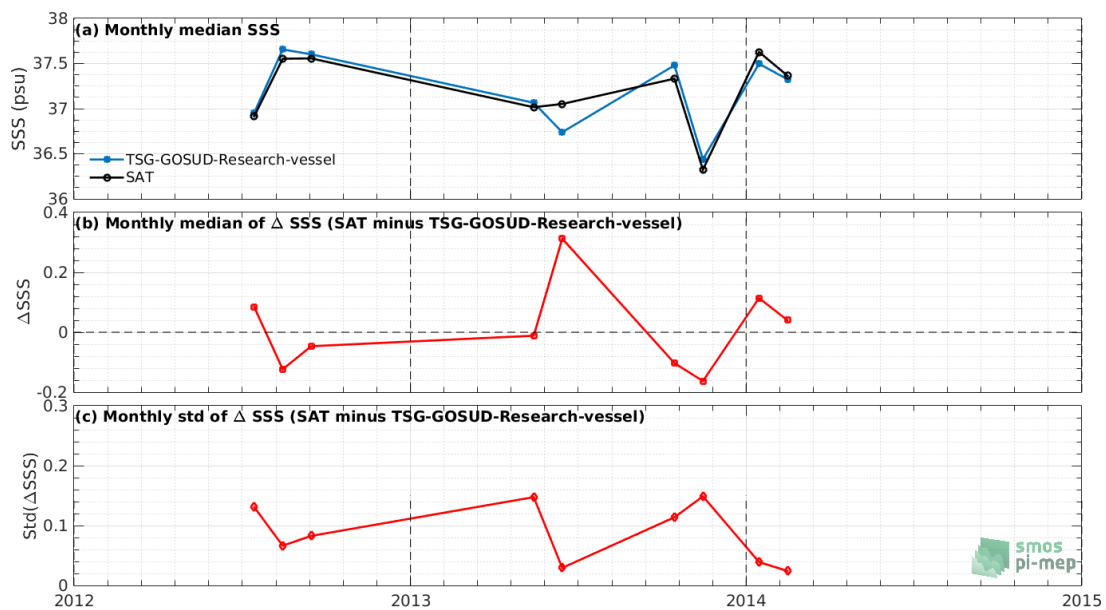 (a) Monthly median SSS
SSS (psu)
38
37.5
37
36.5
36
TSG-GOSUD-Research-vessel
SAT
(b) Monthly median of Δ SSS (SAT minus TSG-GOSUD-Research-vessel)
ΔSSS
0.4
0.2
0
-0.2
(c) Monthly std of Δ SSS (SAT minus TSG-GOSUD-Research-vessel)
Std(ΔSSS)
0.3
0.2
0.1
0
smos
pi-mep
2012 2013 2014 2015